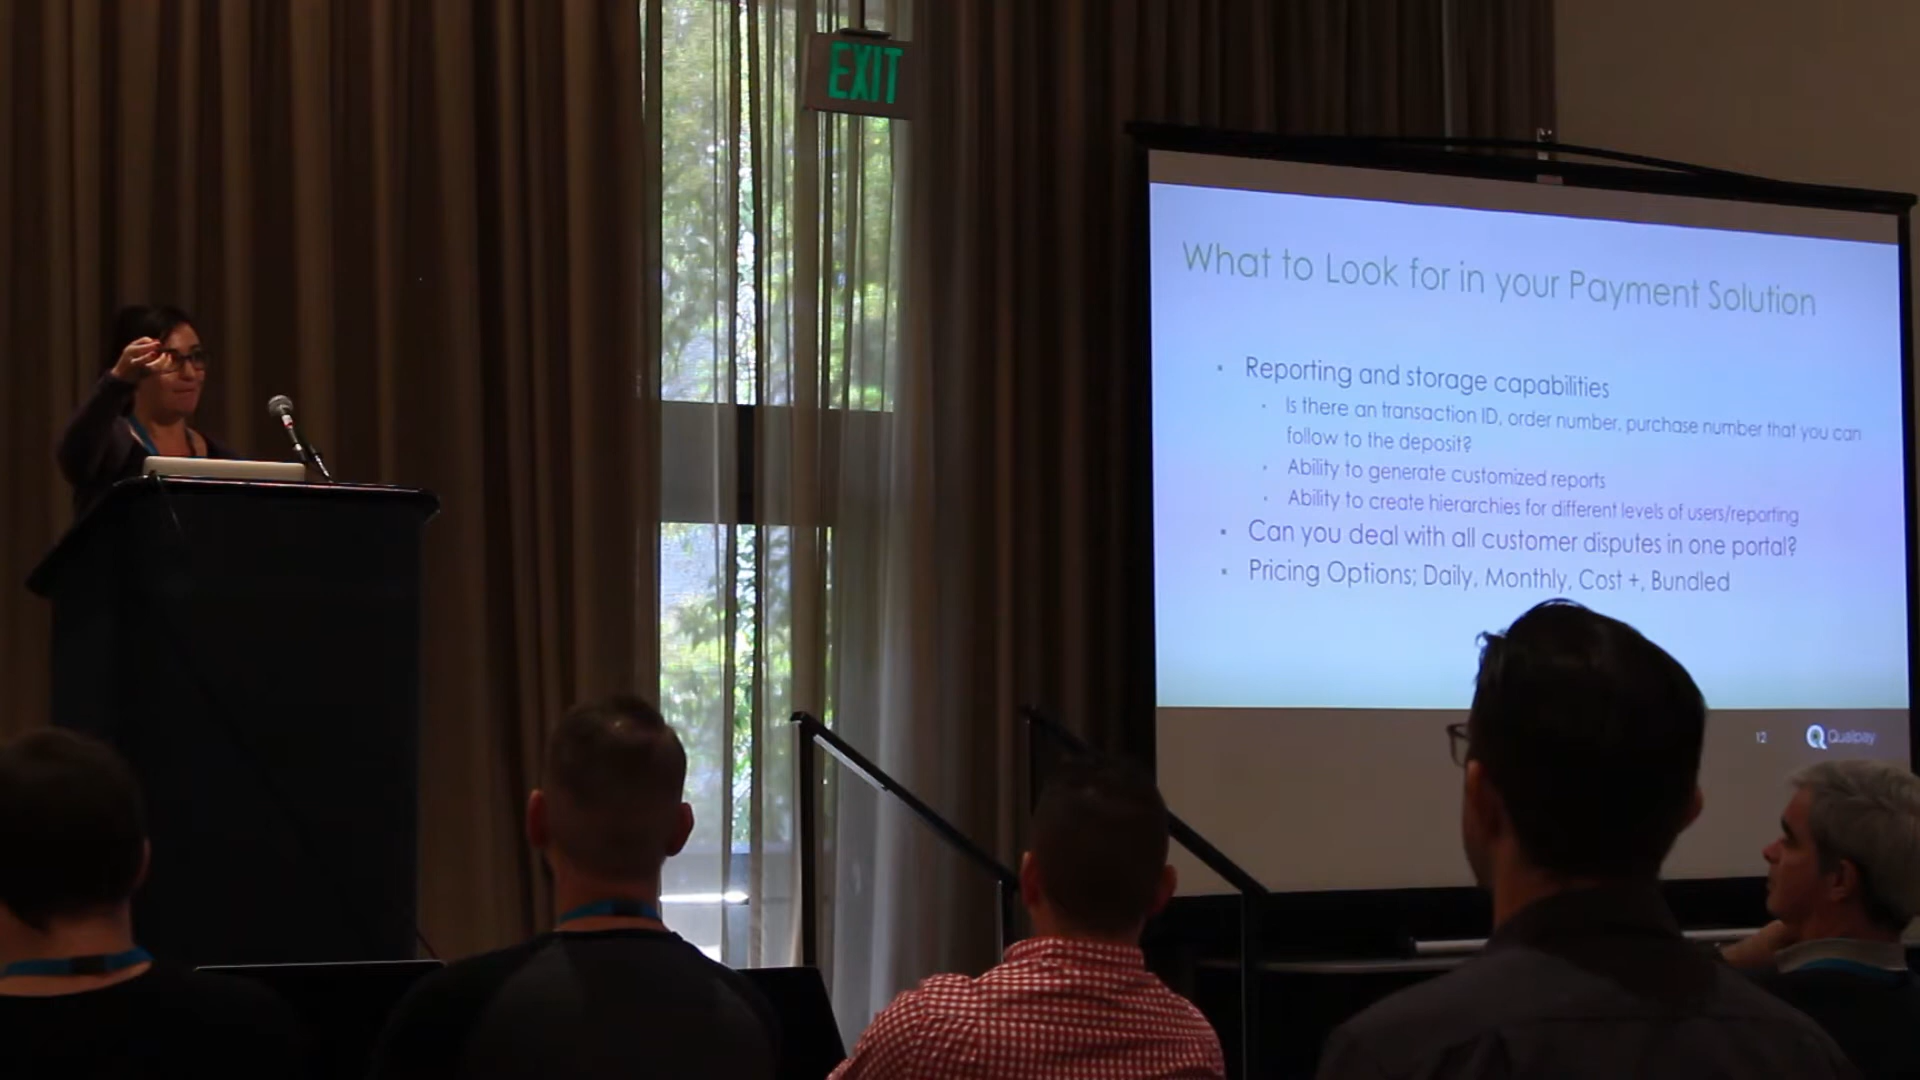 EXIT
What to Look for in your Payment Solution
Reporting and storage capabilities
Is there an transaction ID, order number, purchase number that you can
follow to the deposit?
Ability to generate customized reports
Ability to create hierarchies for different levels of users/reporting
Can you deal with all customer disputes in one portal?
Pricing Options; Daily, Monthly, Cost +, Bundled
12
Qualpay